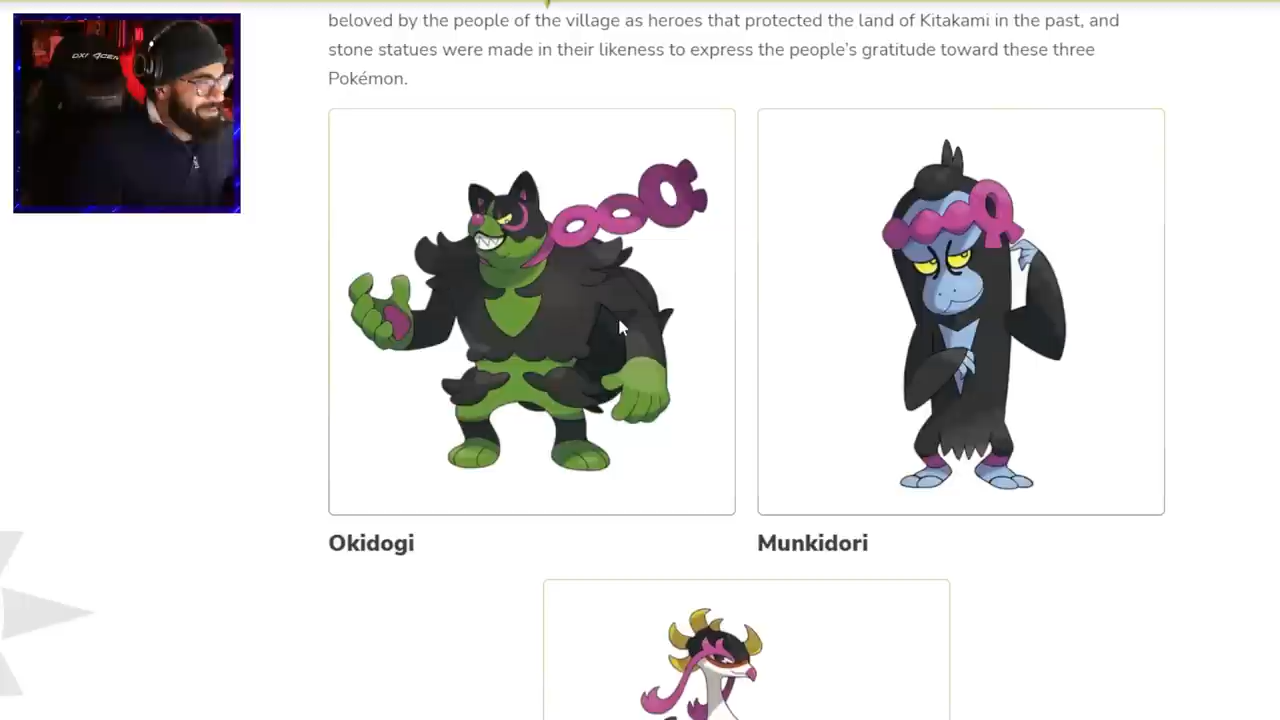 beloved by the people of the village as heroes that protected the land of Kitakami in the past, and
stone statues were made in their likeness to express the people’s gratitude toward these three
Pokémon.
Okidogi
Munkidori